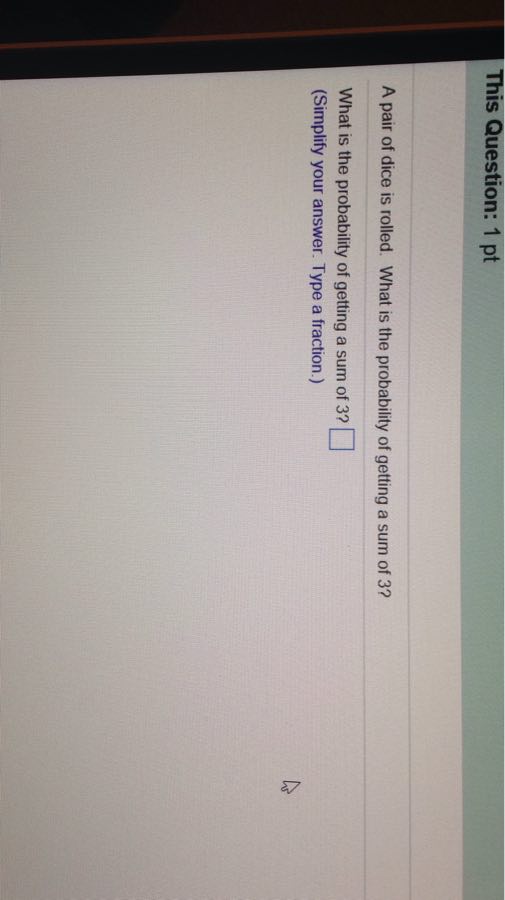 This Question: 1 pt
A pair of dice is rolled. What is the probability of getting a sum of 3?
What is the probability of getting a sum of 3?
(Simplify your answer. Type a fraction.)